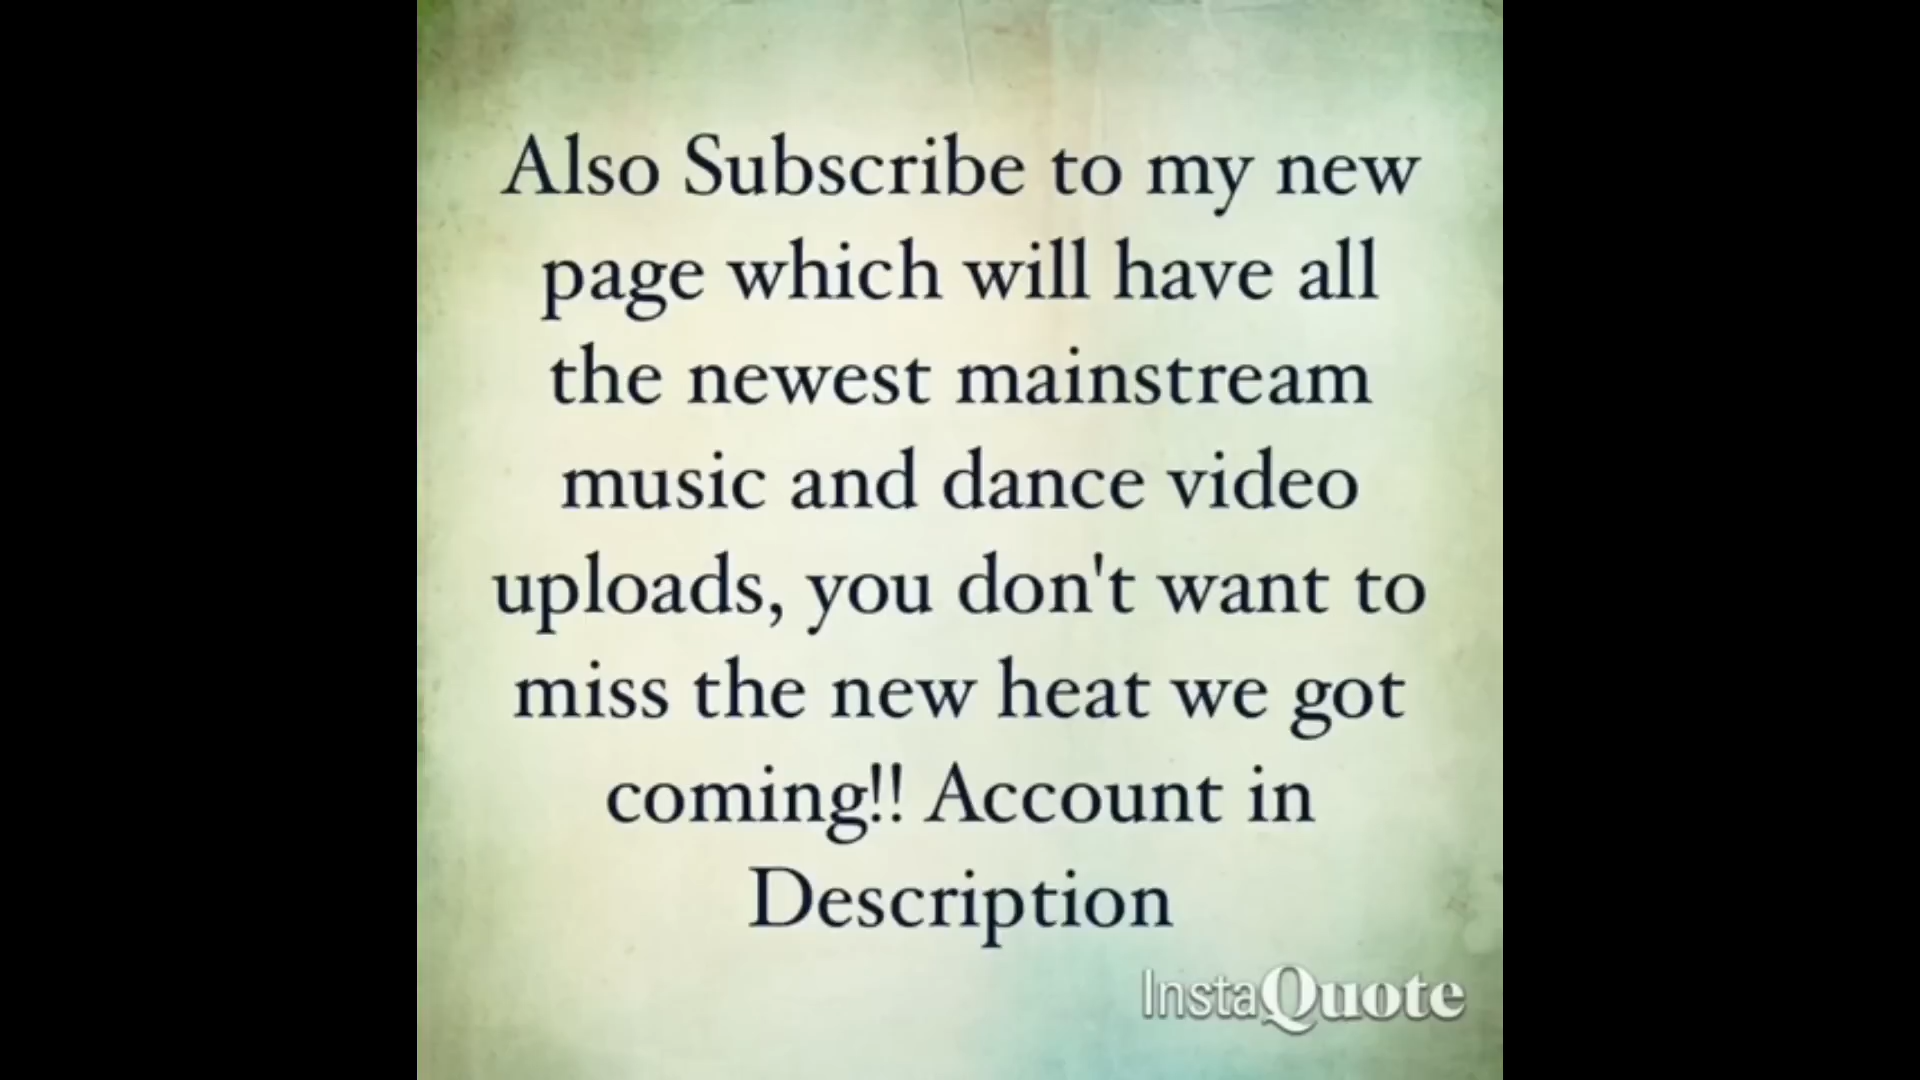 Also Subscribe to my new
page which will have all
the newest mainstream
music and dance video
uploads, you don't want to
miss the new heat we got
coming!! Account in
Description
InstaQuote